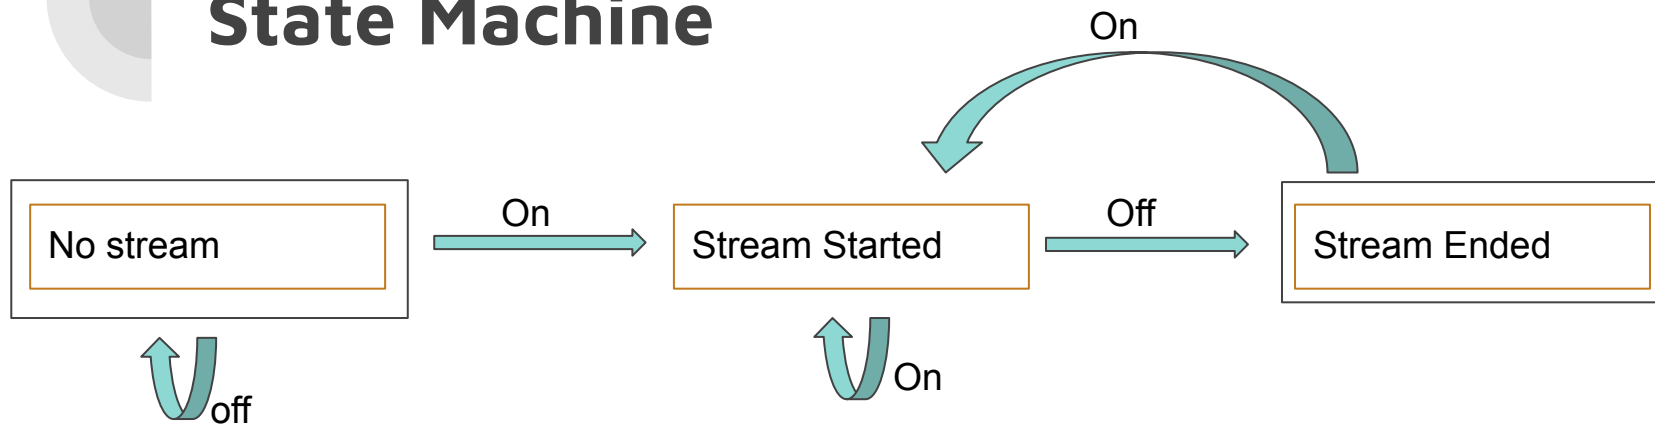 State Machine
On
No stream
On
Stream Started
Off
Stream Ended
off
On